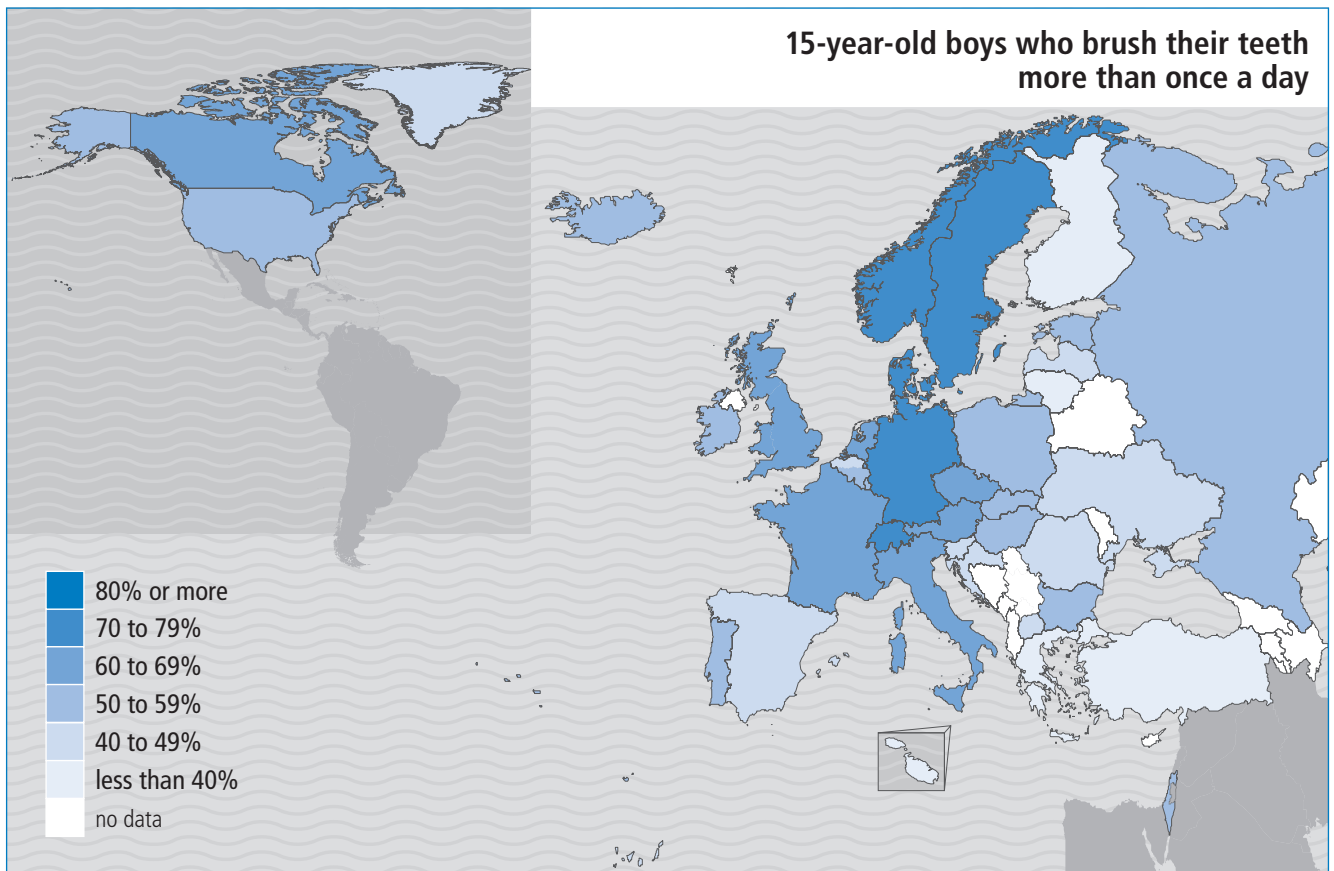 15-year-old boys who brush their teeth
more than once a day
80% or more
70 to 79%
60 to 69%
50 to 59%
40 to 49%
less than 40%
no data